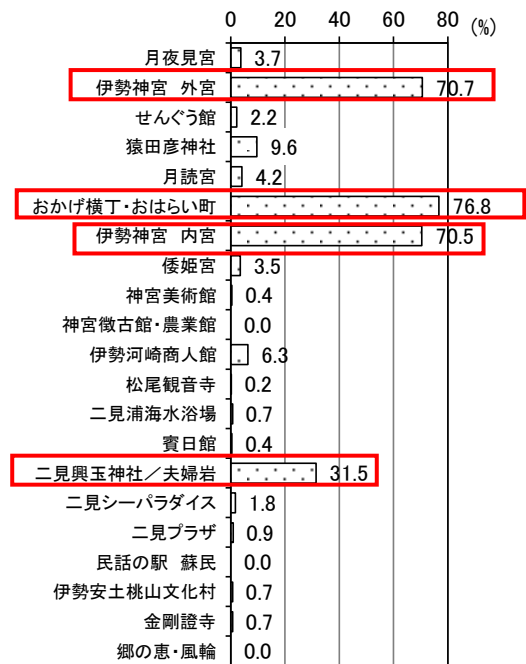 0 20 40 60 80 (%)
月夜見宮 3.7
伊勢神宮 外宮 70.7
せんぐう館 2.2
猿田彦神社 9.6
月読宮 4.2
おかげ横丁・おはらい町 76.8
伊勢神宮 内宮 70.5
倭姫宮 3.5
神宮美術館 0.4
神宮徴古館・農業館 0.0
伊勢河崎商人館 6.3
松尾観音寺 0.2
二見浦海水浴場 0.7
賓日館 0.4
二見興玉神社／夫婦岩 31.5
二見シーパラダイス 1.8
二見プラザ 0.9
民話の駅 蘇民 0.0
伊勢安土桃山文化村 0.7
金剛證寺 0.7
郷の恵・風輪 0.0